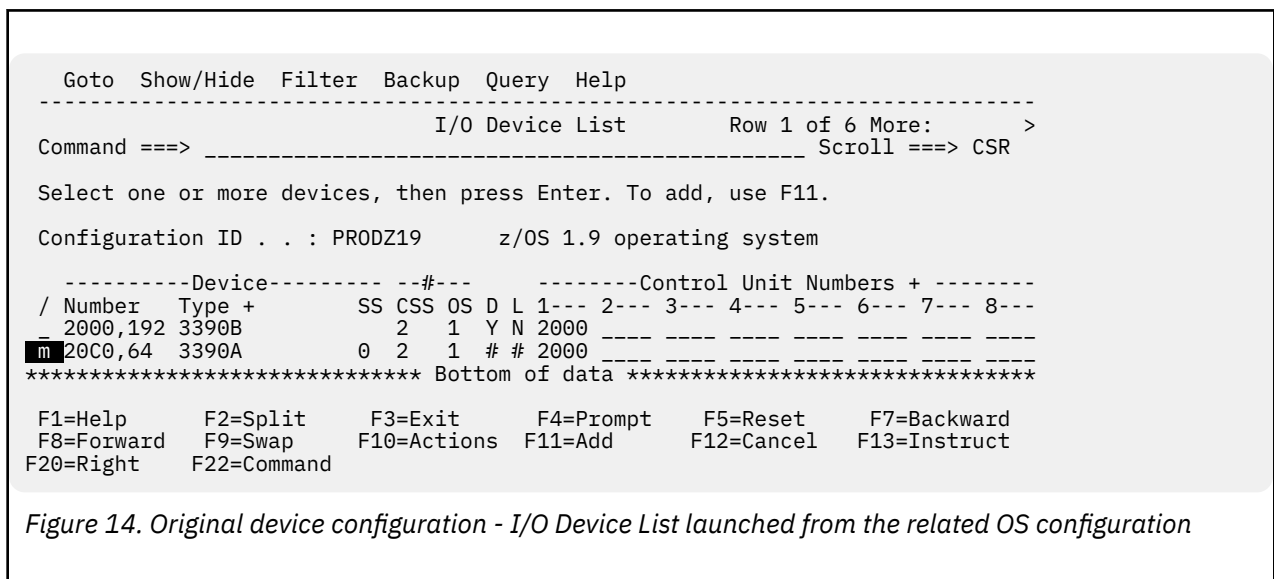 Goto  Show/Hide  Filter  Backup  Query  Help
------------------------------------------------------------------------------
I/O Device List        Row 1 of 6 More:       >
Command ===> _______________________________________________ Scroll ===> CSR
Select one or more devices, then press Enter. To add, use F11.
Configuration ID . . : PRODZ19      z/OS 1.9 operating system
----------Device--------- --#---   --------Control Unit Numbers + --------
/ Number   Type +        SS CSS OS D L 1--- 2--- 3--- 4--- 5--- 6--- 7--- 8---
_ 2000,192 3390B            2   1  Y N 2000 ____ ____ ____ ____ ____ ____ ____
m 20C0,64  3390A         0  2   1  # # 2000 ____ ____ ____ ____ ____ ____ ____
******************************* Bottom of data ********************************
F1=Help      F2=Split     F3=Exit      F4=Prompt    F5=Reset     F7=Backward
F8=Forward   F9=Swap     F10=Actions  F11=Add      F12=Cancel   F13=Instruct
F20=Right    F22=Command
Figure 14. Original device configuration - I/O Device List launched from the related OS configuration